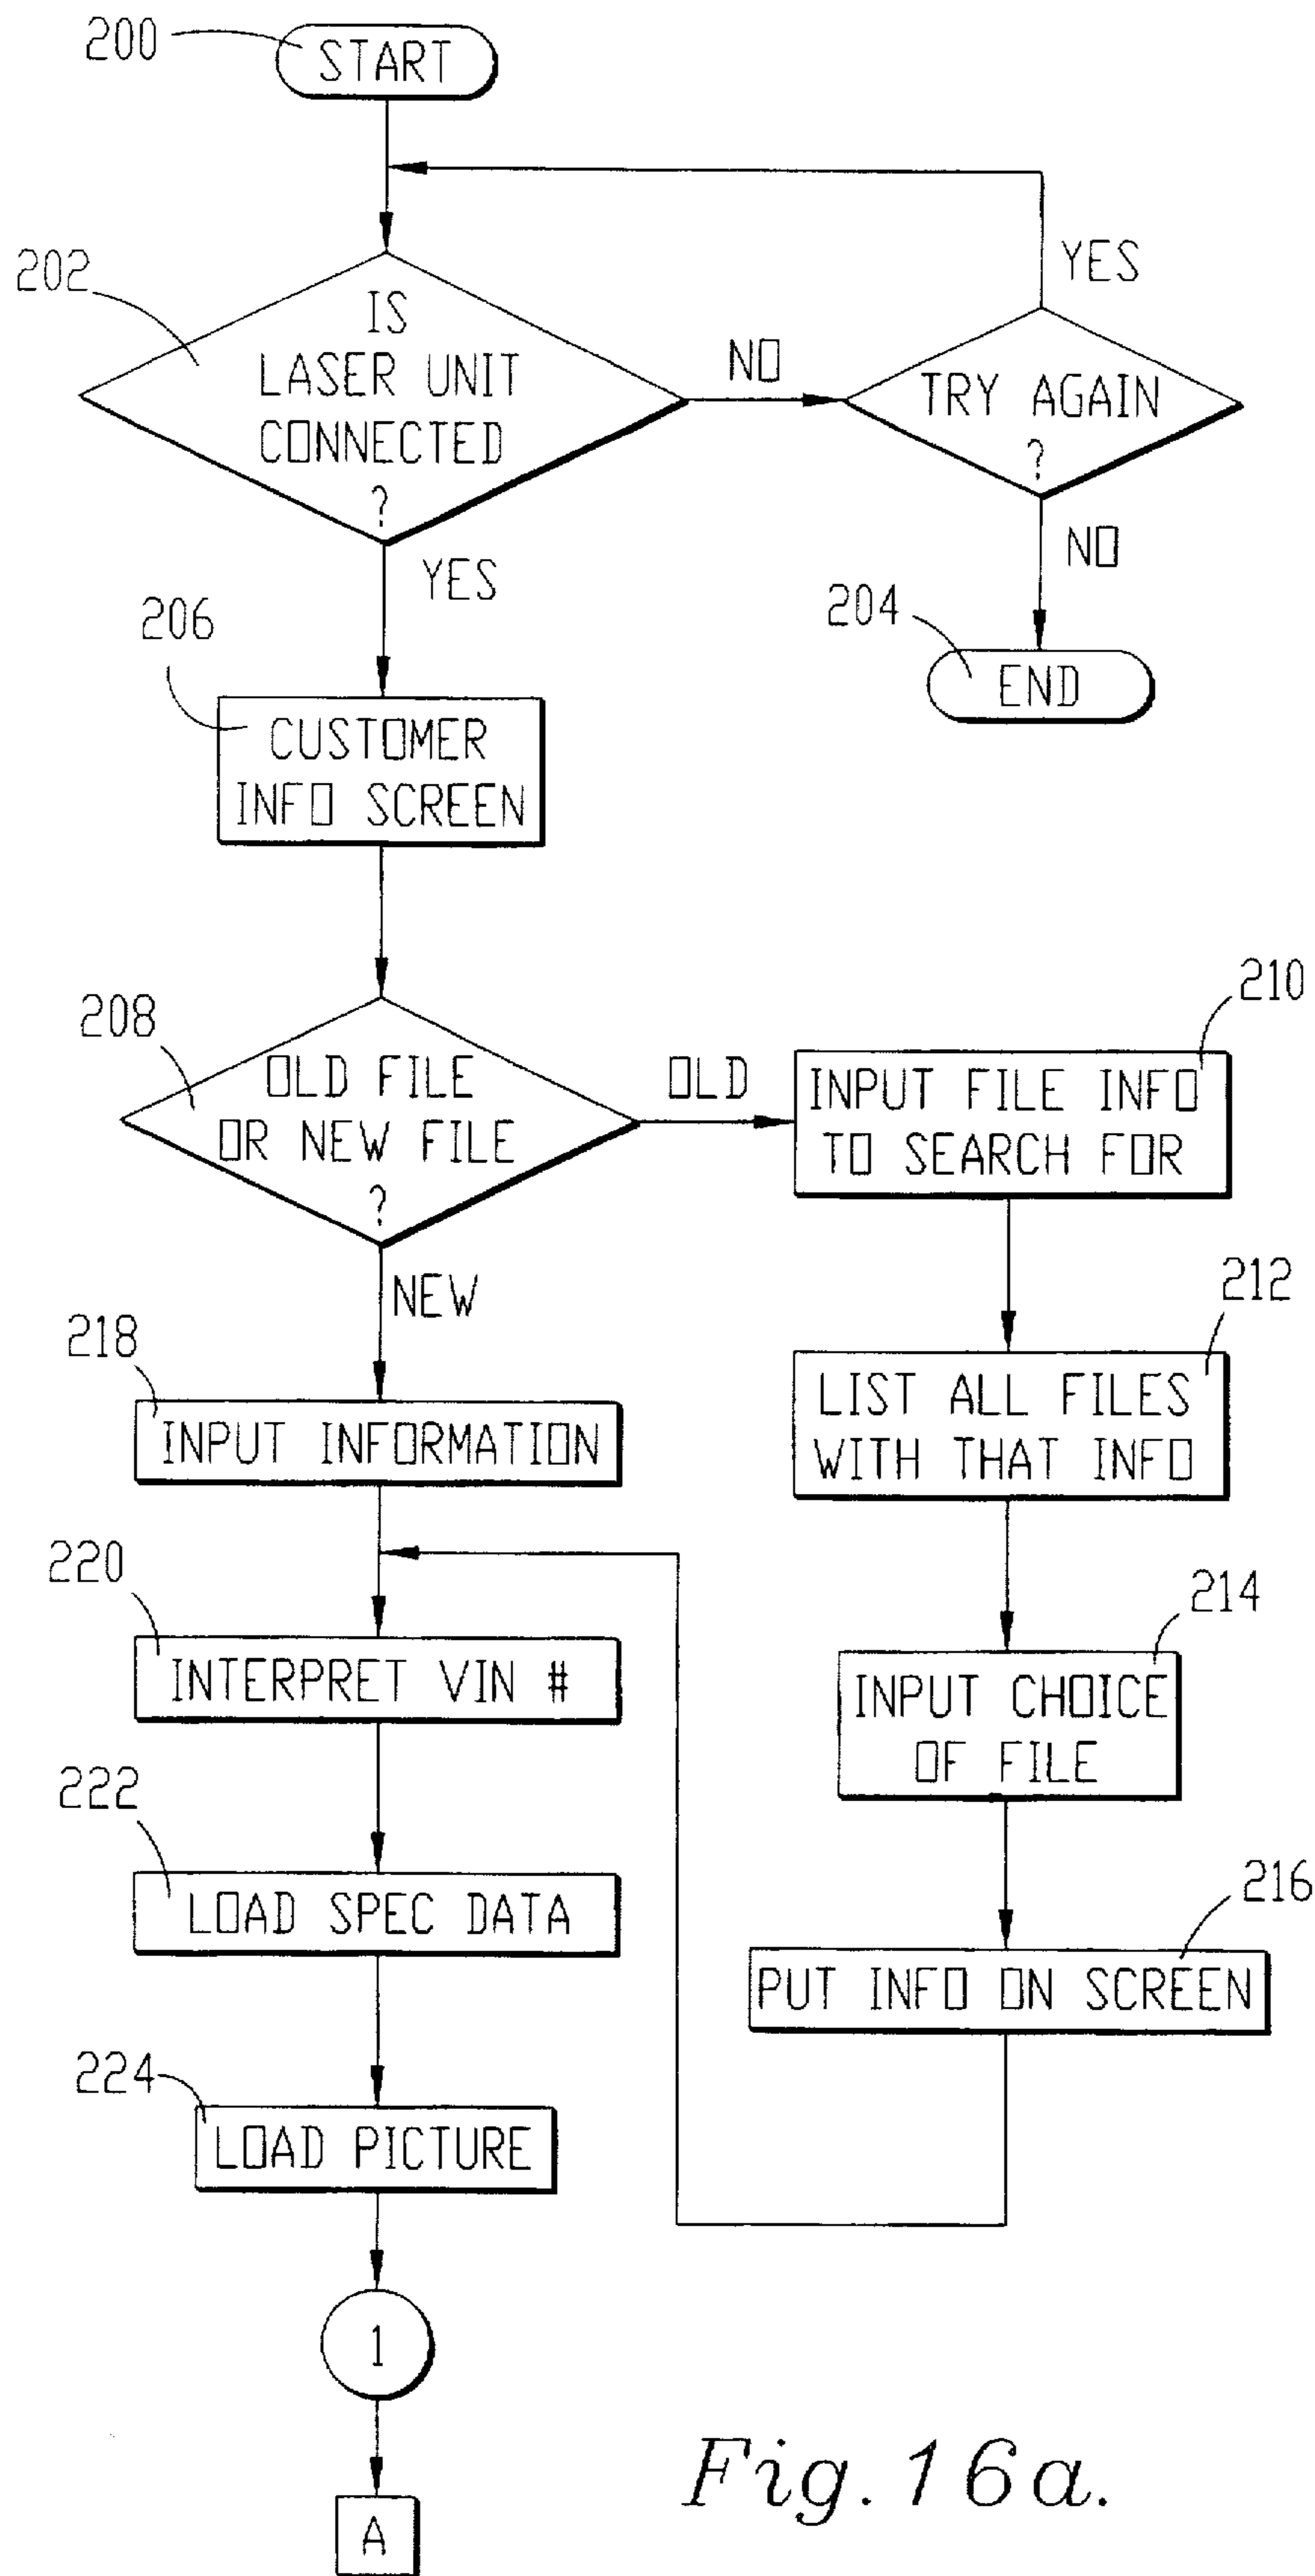 200
START
202
IS
LASER UNIT
CONNECTED
?
NO
YES
TRY AGAIN
?
NO
204
END
YES
206
CUSTOMER
INFO SCREEN
208
OLD FILE
OR NEW FILE
?
OLD
210
INPUT FILE INFO
TO SEARCH FOR
NEW
212
LIST ALL FILES
WITH THAT INFO
218
INPUT INFORMATION
214
INPUT CHOICE
OF FILE
220
INTERPRET VIN #
222
LOAD SPEC DATA
216
PUT INFO ON SCREEN
224
LOAD PICTURE
1
A
Fig. 16a.